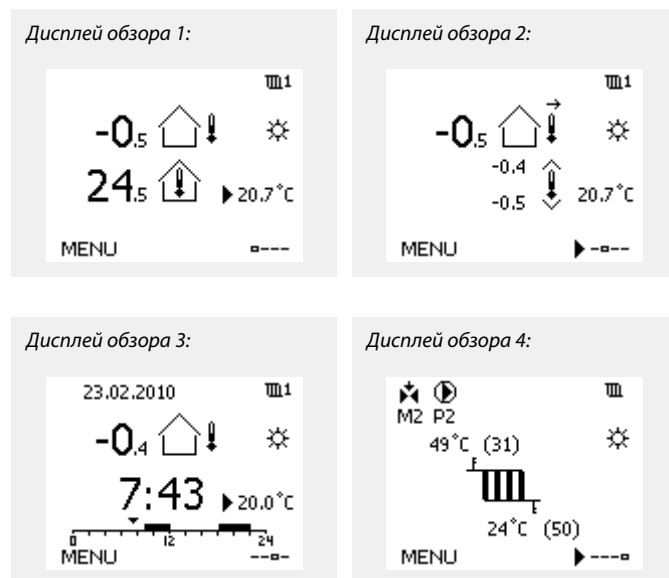 Дисплей обзора 1:
1
-0.5
24.5
20.7°C
MENU
Дисплей обзора 2:
1
-0.5
-0.4
-0.5
20.7°C
MENU
Дисплей обзора 3:
23.02.2010
1
-0.4
7:43
20.0°C
0 12 24
MENU
Дисплей обзора 4:
M2 P2
49°C (31)
F
E
24°C (50)
MENU